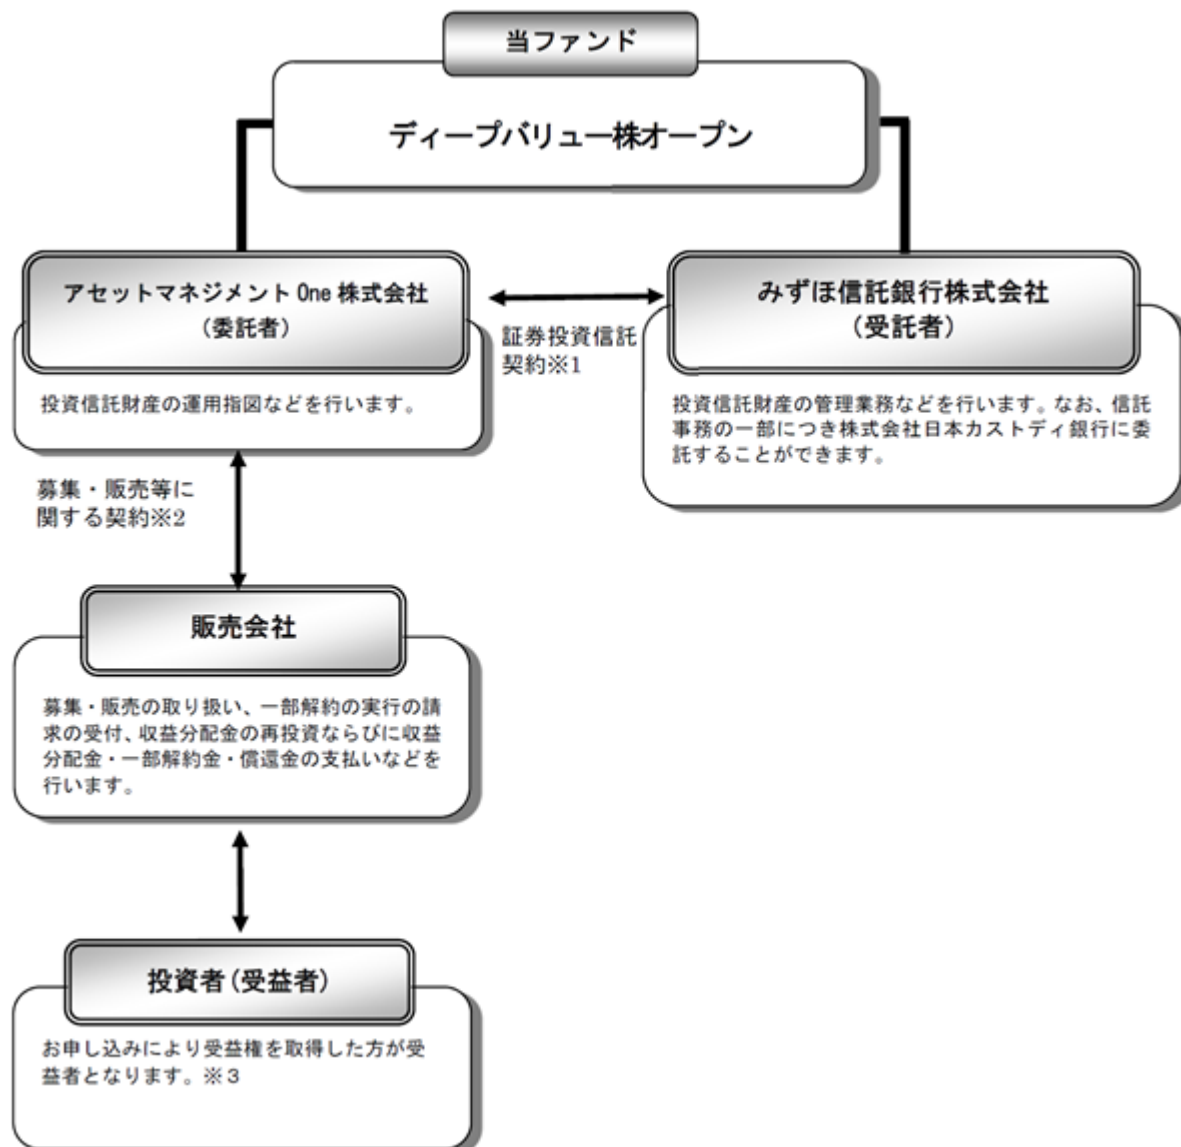 当ファンド
ディープバリュー株オープン
アセットマネジメント One 株式会社
（委託者）
投資信託財産の運用指図などを行います。
証券投資信託
契約※1
みずほ信託銀行株式会社
（受託者）
投資信託財産の管理業務などを行います。なお、信託
事務の一部につき株式会社日本カストディ銀行に委
託することができます。
募集・販売等に
関する契約※2
販売会社
募集・販売の取り扱い、一部解約の実行の請
求の受付、収益分配金の再投資ならびに収益
分配金・一部解約金・償還金の支払いなどを
行います。
投資者（受益者）
お申し込みにより受益権を取得した方が受
益者となります。※３